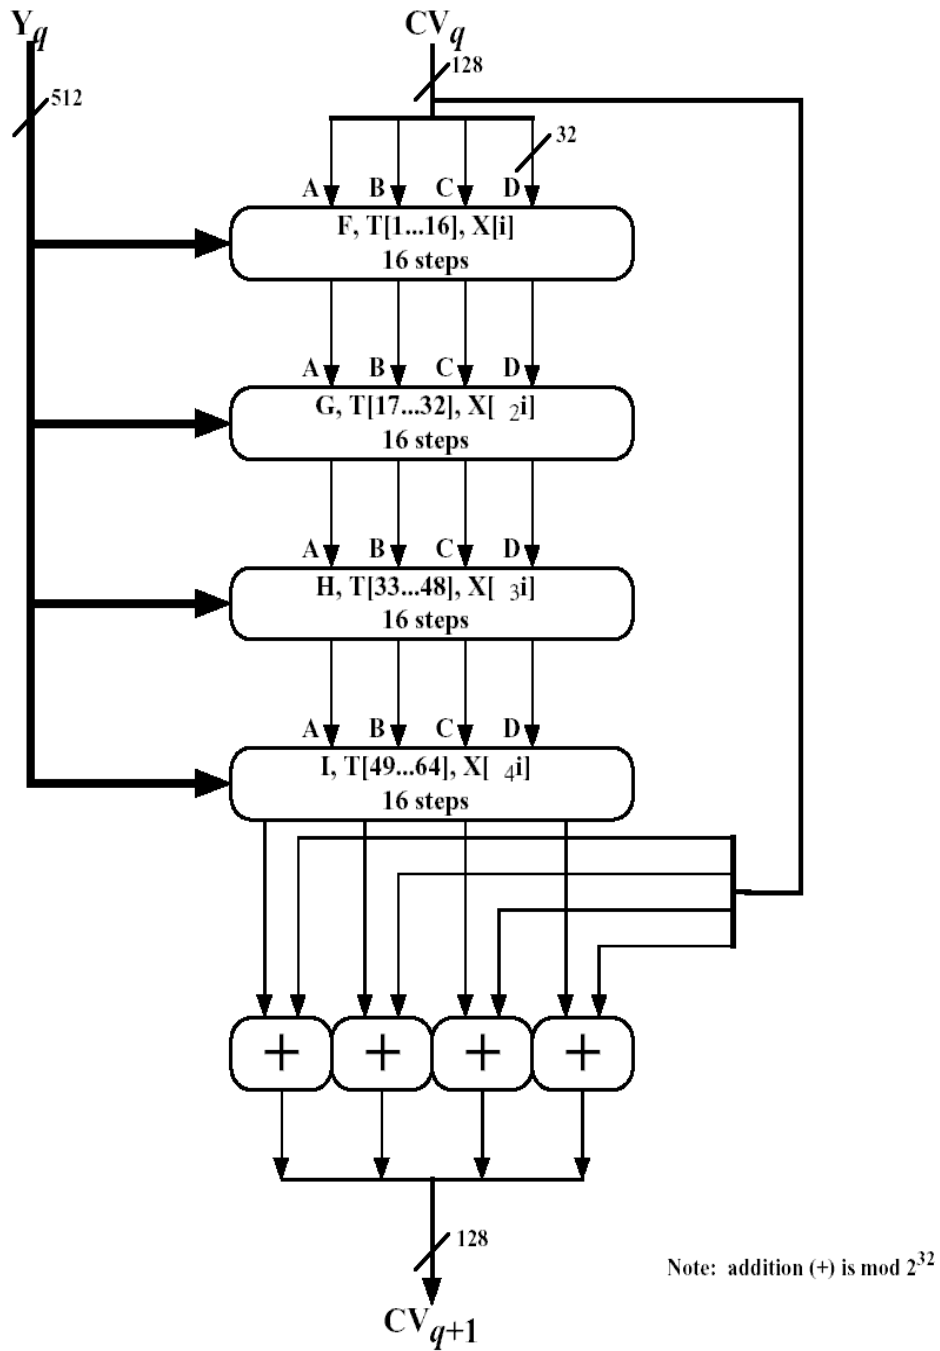 Yq CVq
128
512
32
A B C D
F, T[1...16], X[i]
16 steps
A B C D
G, T[17...32], X[ 2i]
16 steps
A B C D
H, T[33...48], X[ 3i]
16 steps
A B C D
I, T[49...64], X[ 4i]
16 steps
+ + + +
128
Note: addition (+) is mod 2^32
CVq+1